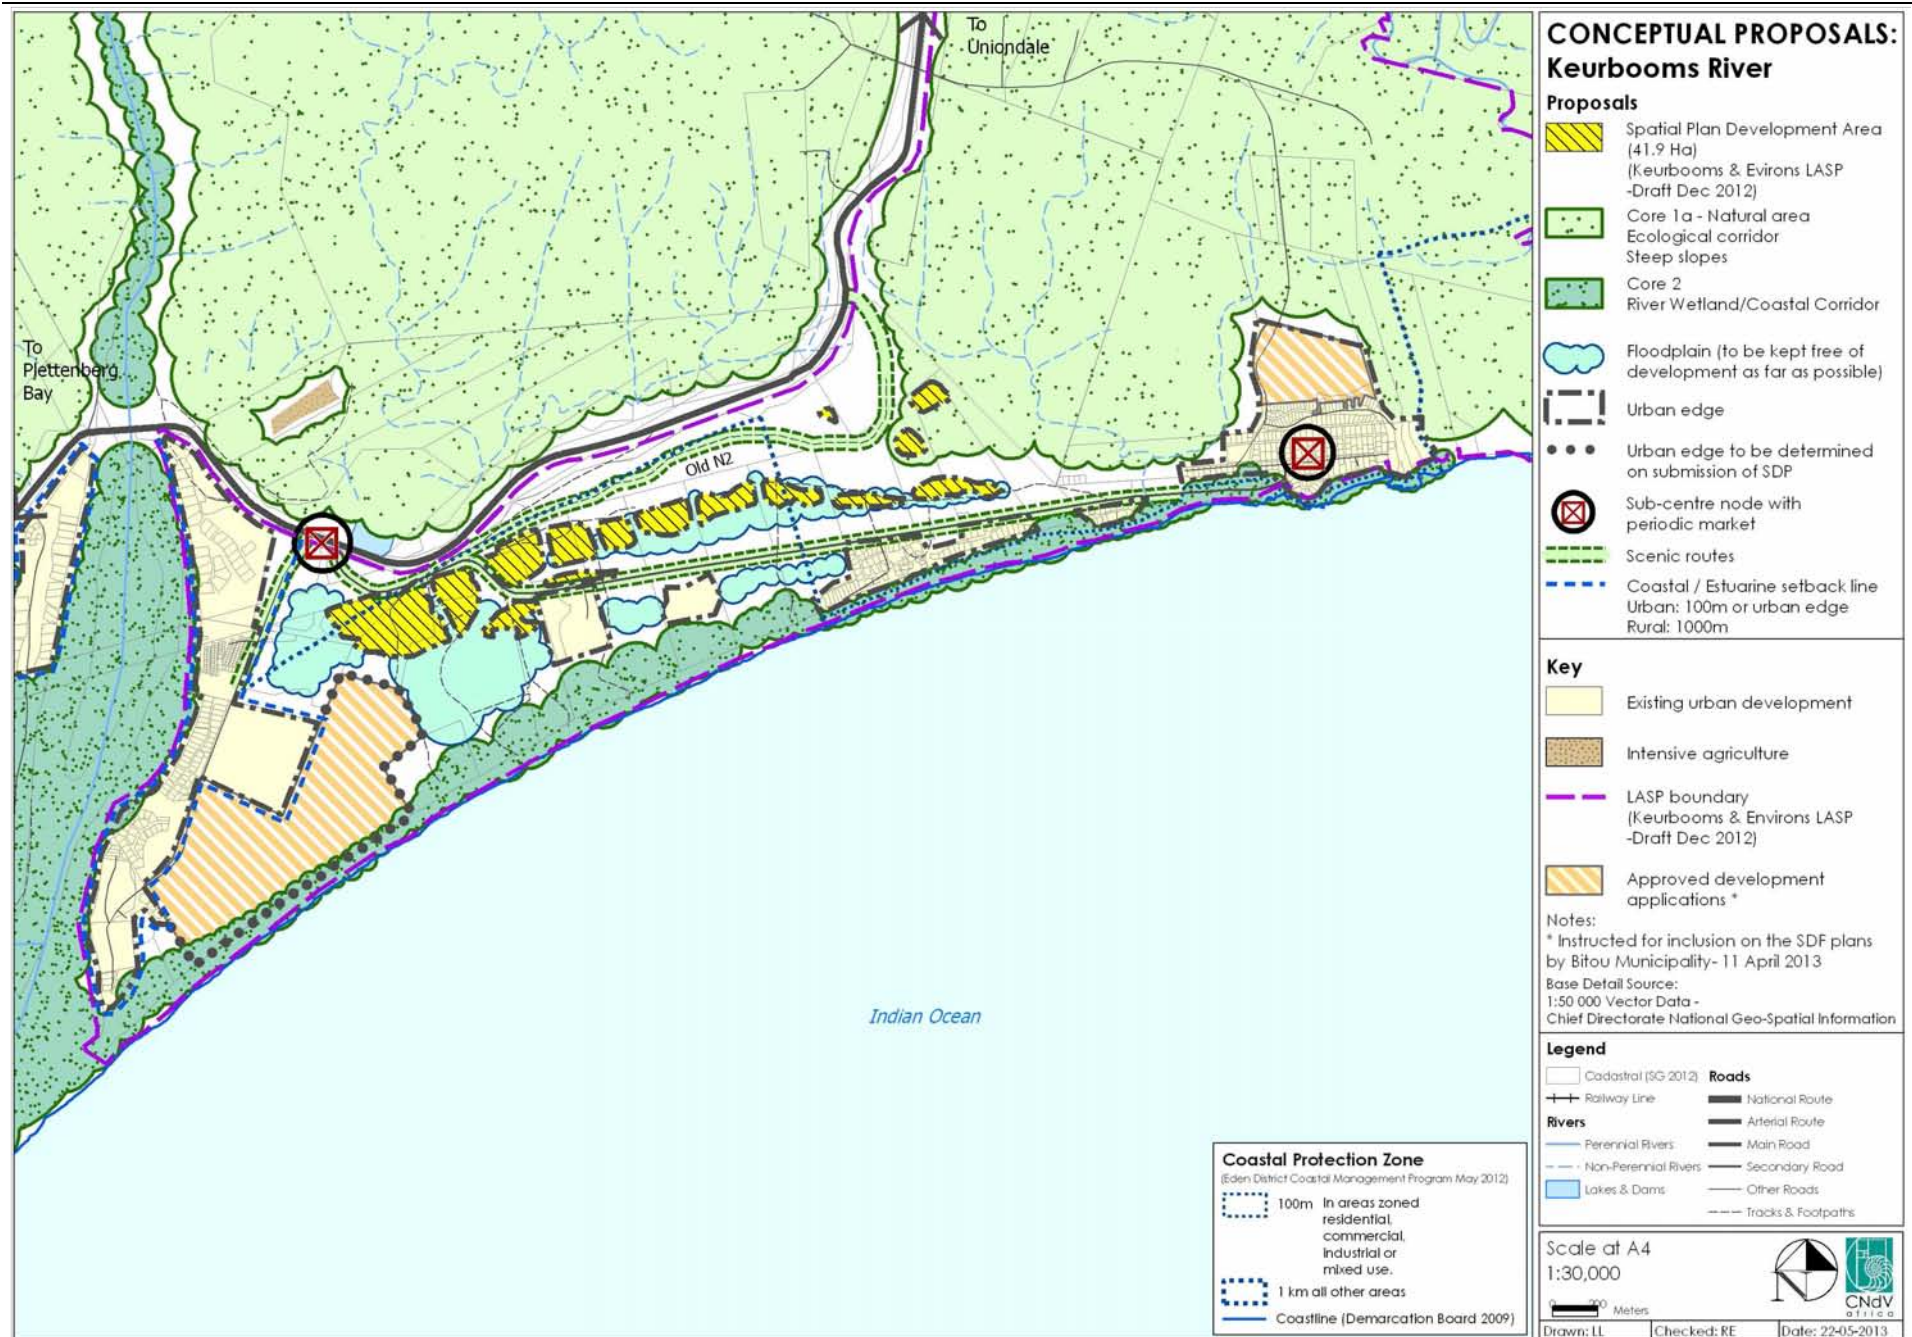 To
Uniondale
To
Plettenberg
Bay
Old N2
Indian Ocean
CONCEPTUAL PROPOSALS:
Keurbooms River
Proposals
Spatial Plan Development Area
(41.9 Ha)
(Keurbooms & Evirons LASP
-Draft Dec 2012)
Core 1a - Natural area
Ecological corridor
Steep slopes
Core 2
River Wetland/Coastal Corridor
Floodplain (to be kept free of
development as far as possible)
Urban edge
Urban edge to be determined
on submission of SDP
Sub-centre node with
periodic market
Scenic routes
Coastal / Estuarine setback line
Urban: 100m or urban edge
Rural: 1000m
Key
Existing urban development
Intensive agriculture
LASP boundary
(Keurbooms & Environs LASP
-Draft Dec 2012)
Approved development
applications *
Notes:
* Instructed for inclusion on the SDF plans
by Bitou Municipality- 11 April 2013
Base Detail Source:
1:50 000 Vector Data -
Chief Directorate National Geo-Spatial Information
Legend
Cadastral (SG 2012)
Railway Line
Rivers
Perennial Rivers
Non-Perennial Rivers
Lakes & Dams
Roads
National Route
Arterial Route
Main Road
Secondary Road
Other Roads
Tracks & Footpaths
Coastal Protection Zone
(Eden District Coastal Management Program May 2012)
100m In areas zoned
residential,
commercial,
industrial or
mixed use.
1 km all other areas
Coastline (Demarcation Board 2009)
Scale at A4
1:30,000
0 200 Meters
CNdV
africa
Drawn: LL Checked: RE Date: 22-05-2013